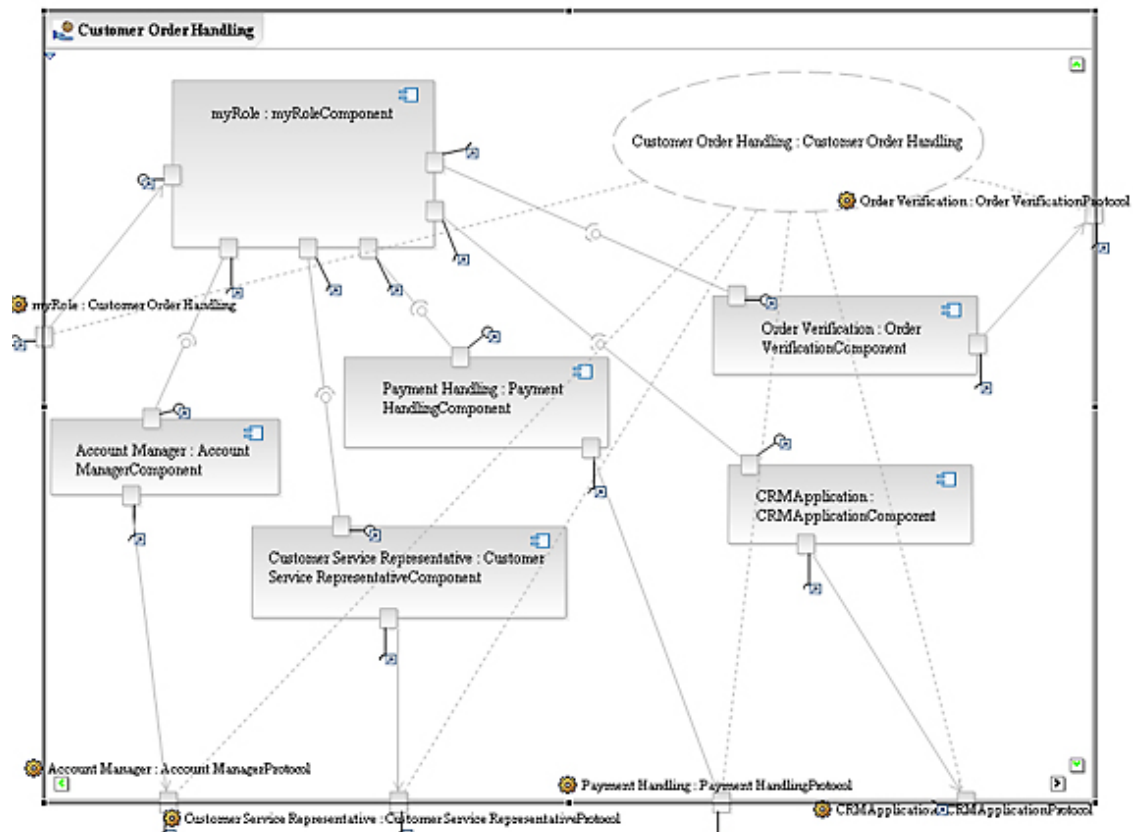 Customer Order Handling
myRole : myRoleComponent
Customer Order Handling : Customer Order Handling
Order Verification : Order VerificationProtocol
myRole : Customer Order Handling
Order Verification : Order
VerificationComponent
Payment Handling : Payment
HandlingComponent
Account Manager : Account
ManagerComponent
CRMApplication :
CRMApplicationComponent
Customer Service Representative : Customer
Service RepresentativeComponent
Account Manager : Account ManagerProtocol
Payment Handling : Payment HandlingProtocol
CRMApplication : CRMApplicationProtocol
Customer Service Representative : Customer Service RepresentativeProtocol